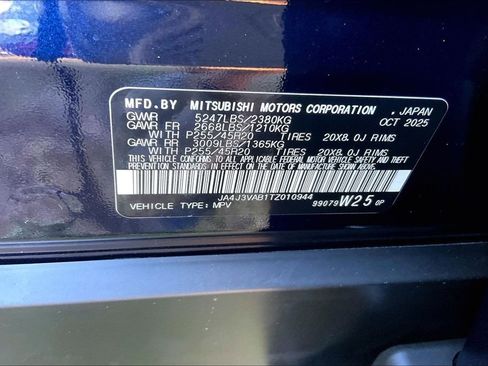 MFD.BY MITSUBISHI MOTORS CORPORATION, JAPAN
GVWR 5247LBS/2380KG OCT 2025
GAWR FR 2668LBS/1210KG
WITH P255/45R20 TIRES 20X8.0J RIMS
GAWR RR 3009LBS/1365KG
WITH P255/45R20 TIRES 20X8.0J RIMS
THIS VEHICLE CONFORMS TO ALL APPLICABLE FEDERAL MOTOR VEHICLE SAFETY
STANDARDS IN EFFECT ON THE DATE OF MANUFACTURE SHOWN ABOVE.
JA4J3VAB1TZ010944
VEHICLE TYPE: MPV 99079 W25 0P